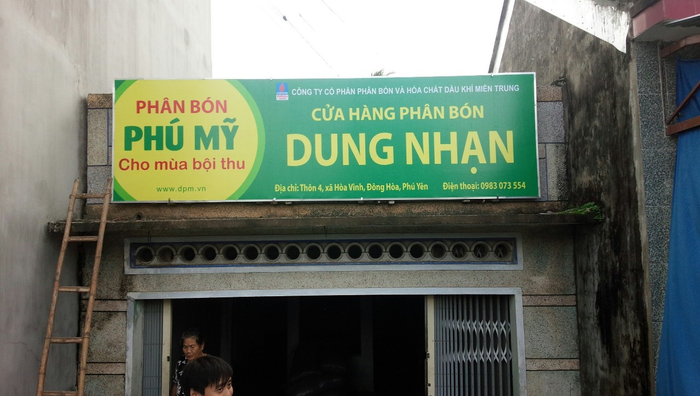 PHÂN BÓN
PHÚ MỸ
Cho mùa bội thu
www.dpm.vn
CÔNG TY CỔ PHẦN PHÂN BÓN VÀ HÓA CHẤT DẦU KHÍ MIỀN TRUNG
CỬA HÀNG PHÂN BÓN
DUNG NHẠN
Địa chỉ: Thôn 4, xã Hòa Vinh, Đông Hòa, Phú Yên Điện thoại: 0983 073 554